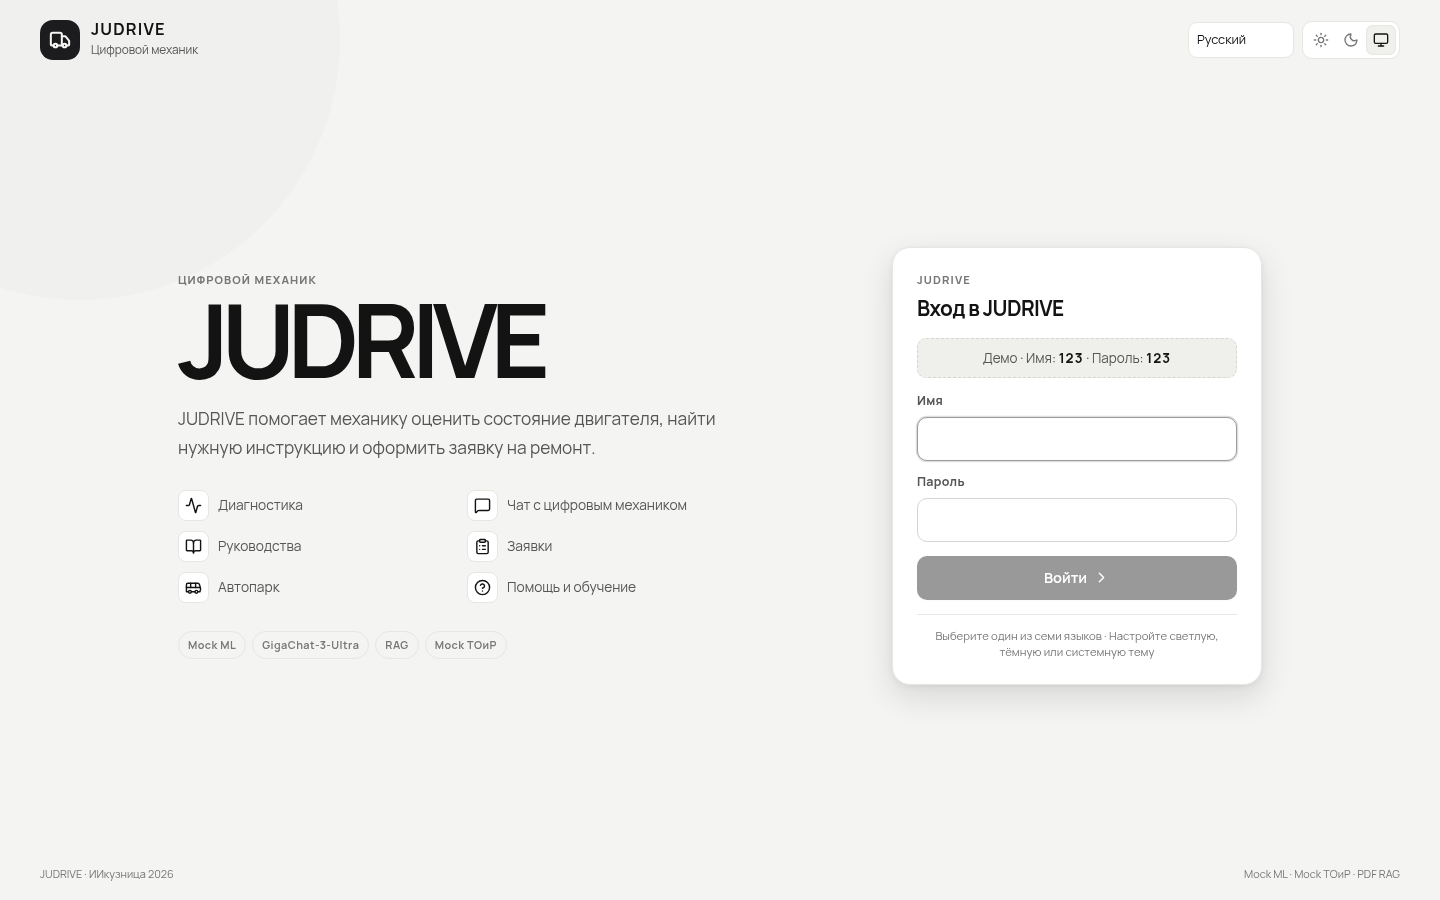 JUDRIVE
Цифровой механик
Русский
ЦИФРОВОЙ МЕХАНИК
JUDRIVE
JUDRIVE помогает механику оценить состояние двигателя, найти
нужную инструкцию и оформить заявку на ремонт.
Диагностика
Чат с цифровым механиком
Руководства
Заявки
Автопарк
Помощь и обучение
Mock ML
GigaChat-3-Ultra
RAG
Mock ТОиР
JUDRIVE
Вход в JUDRIVE
Демо · Имя: 123 · Пароль: 123
Имя
Пароль
Войти
Выберите один из семи языков · Настройте светлую,
тёмную или системную тему
JUDRIVE · ИИкузница 2026
Mock ML · Mock ТОиР · PDF RAG